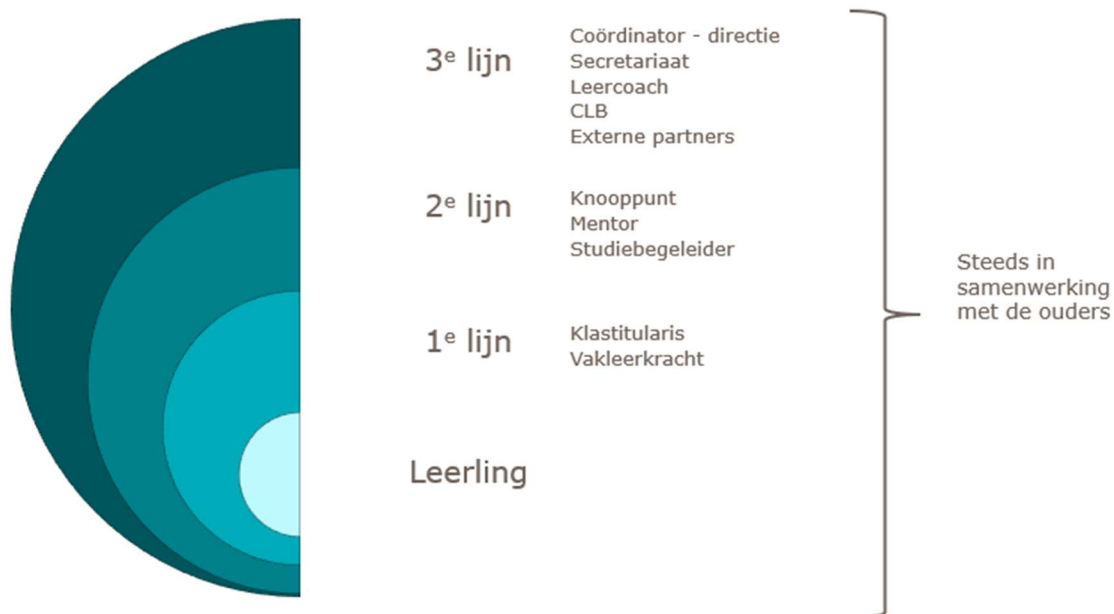 3e lijn
Coördinator - directie
Secretariaat
Leercoach
CLB
Externe partners
2e lijn
Knooppunt
Mentor
Studiebegeleider
1e lijn
Klastitularis
Vakleerkracht
Leerling
Steeds in
samenwerking
met de ouders